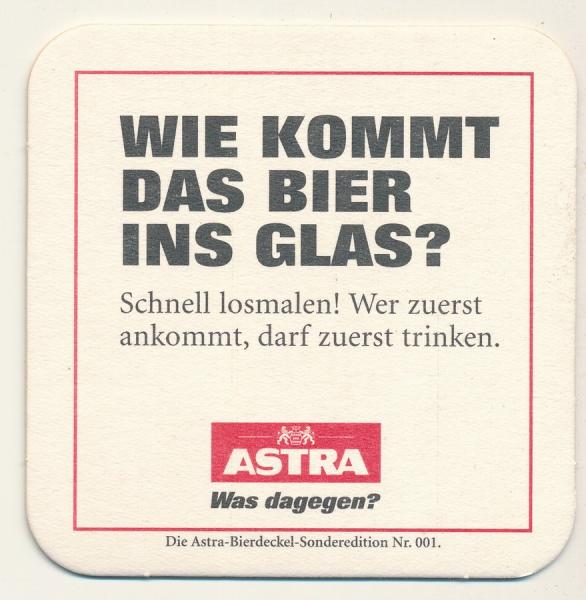 WIE KOMMT
DAS BIER
INS GLAS?
Schnell losmalen! Wer zuerst
ankommt, darf zuerst trinken.
ASTRA
Was dagegen?
Die Astra-Bierdeckel-Sonderedition Nr. 001.